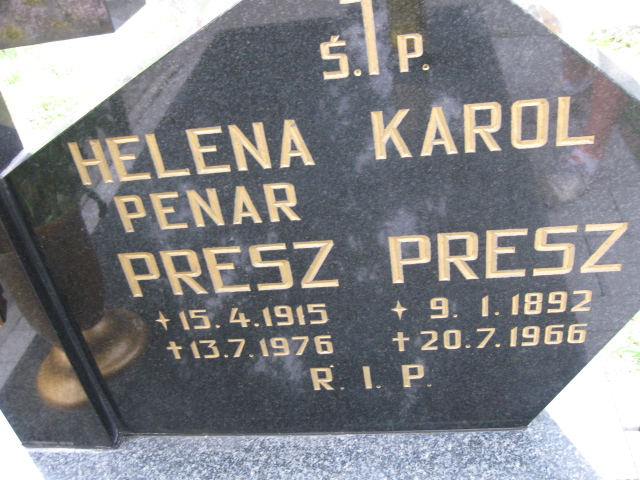 Ś. P.
HELENA KAROL
PENAR
PRESZ PRESZ
15.4.1915 9.1.1892
13.7.1976 20.7.1966
R. I. P.